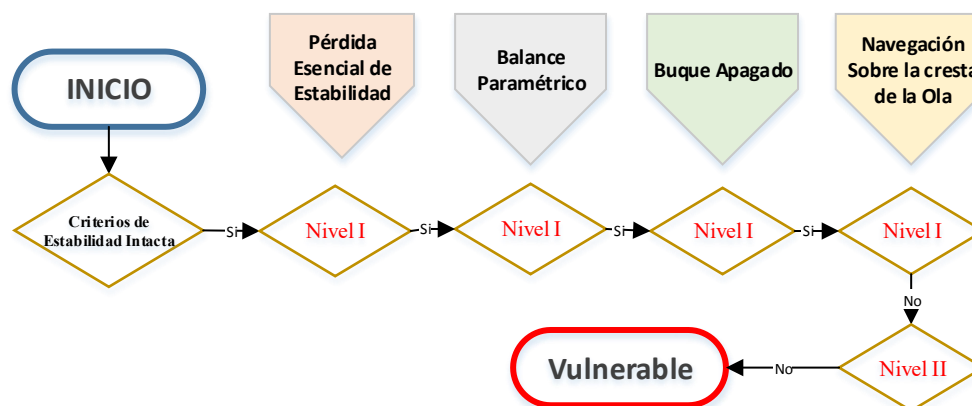 INICIO
Pérdida
Esencial de
Estabilidad
Balance
Paramétrico
Buque Apagado
Navegación
Sobre la cresta
de la Ola
Criterios de
Estabilidad Intacta
Si
Nivel I
Si
Nivel I
Si
Nivel I
Si
Nivel I
No
Vulnerable
No
Nivel II